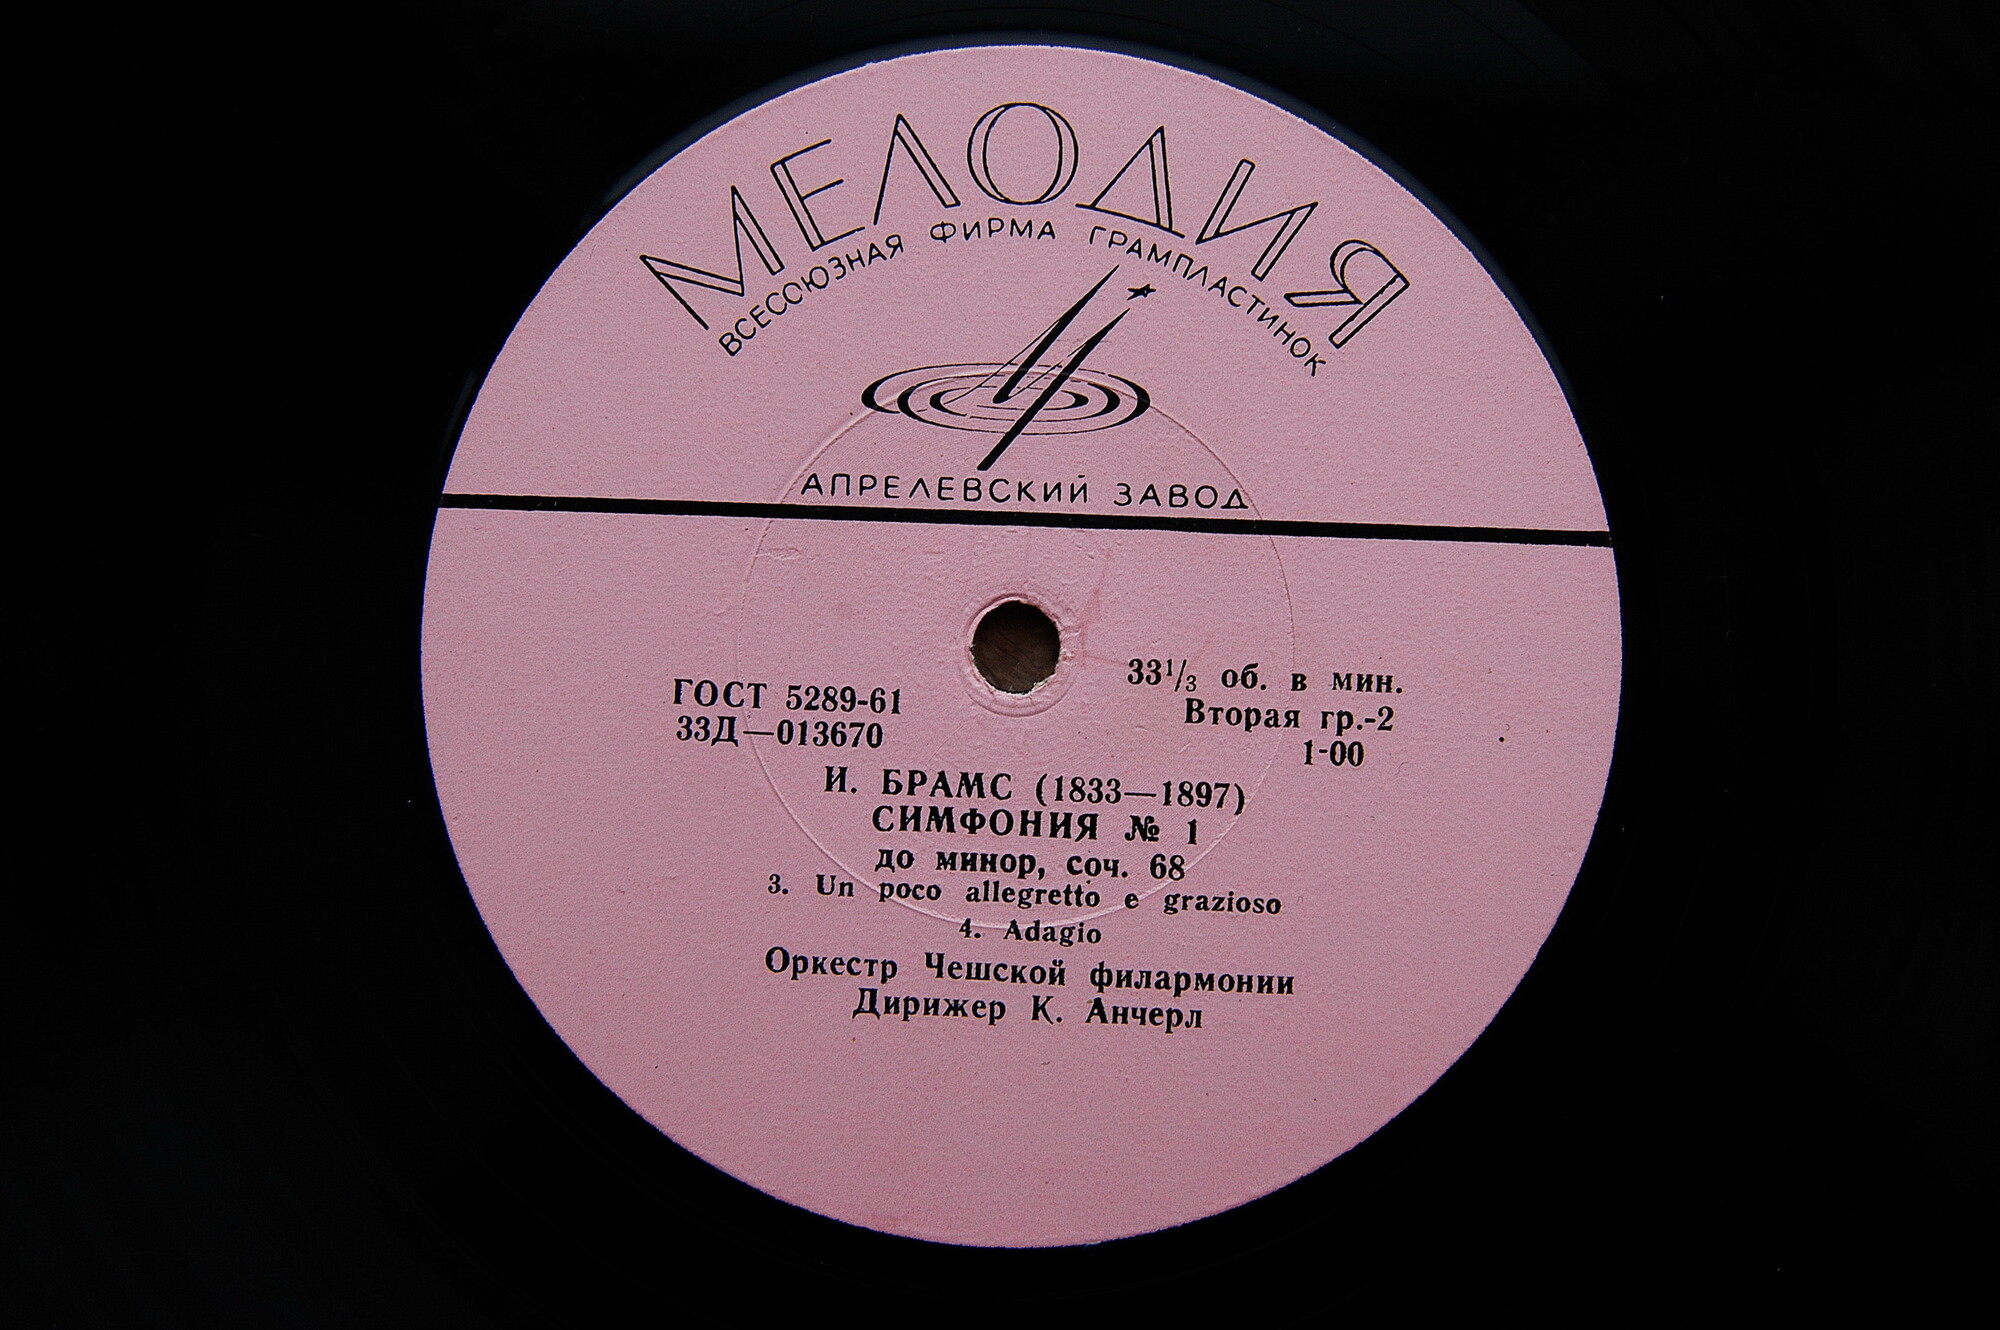 МЕЛОДИЯ
ВСЕСОЮЗНАЯ ФИРМА ГРАМПЛАСТИНОК
АПРЕЛЕВСКИЙ ЗАВОД
ГОСТ 5289-61
33Д—013670
33¹/₃ об. в мин.
Вторая гр.-2
1-00
И. БРАМС (1833—1897)
СИМФОНИЯ № 1
до минор, соч. 68
3. Un poco allegretto e grazioso
4. Adagio
Оркестр Чешской филармонии
Дирижер К. Анчерл